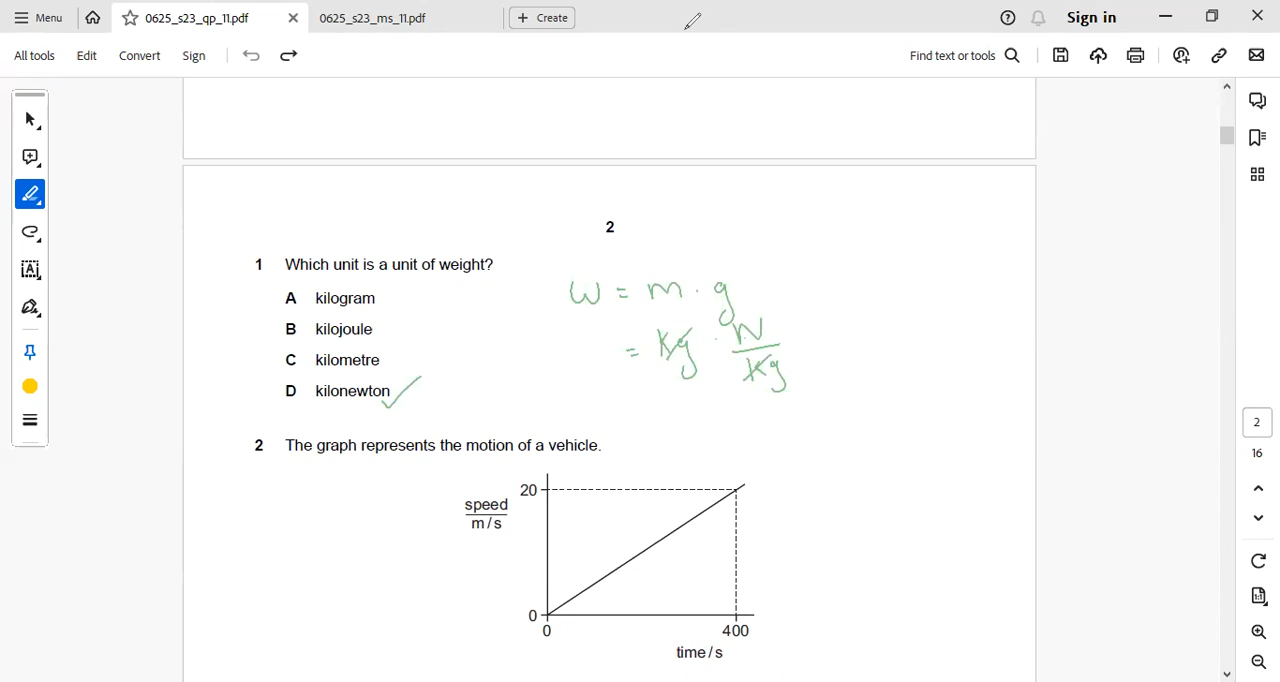 Menu 0625_s23_qp_11.pdf 0625_s23_ms_11.pdf + Create Sign in
All tools Edit Convert Sign Find text or tools
2
1 Which unit is a unit of weight?
A kilogram
B kilojoule
C kilometre
D kilonewton
W = m · g
= Kg · N/Kg
2 The graph represents the motion of a vehicle.
20
speed
m / s
0
0 400
time / s
2
16
1:1